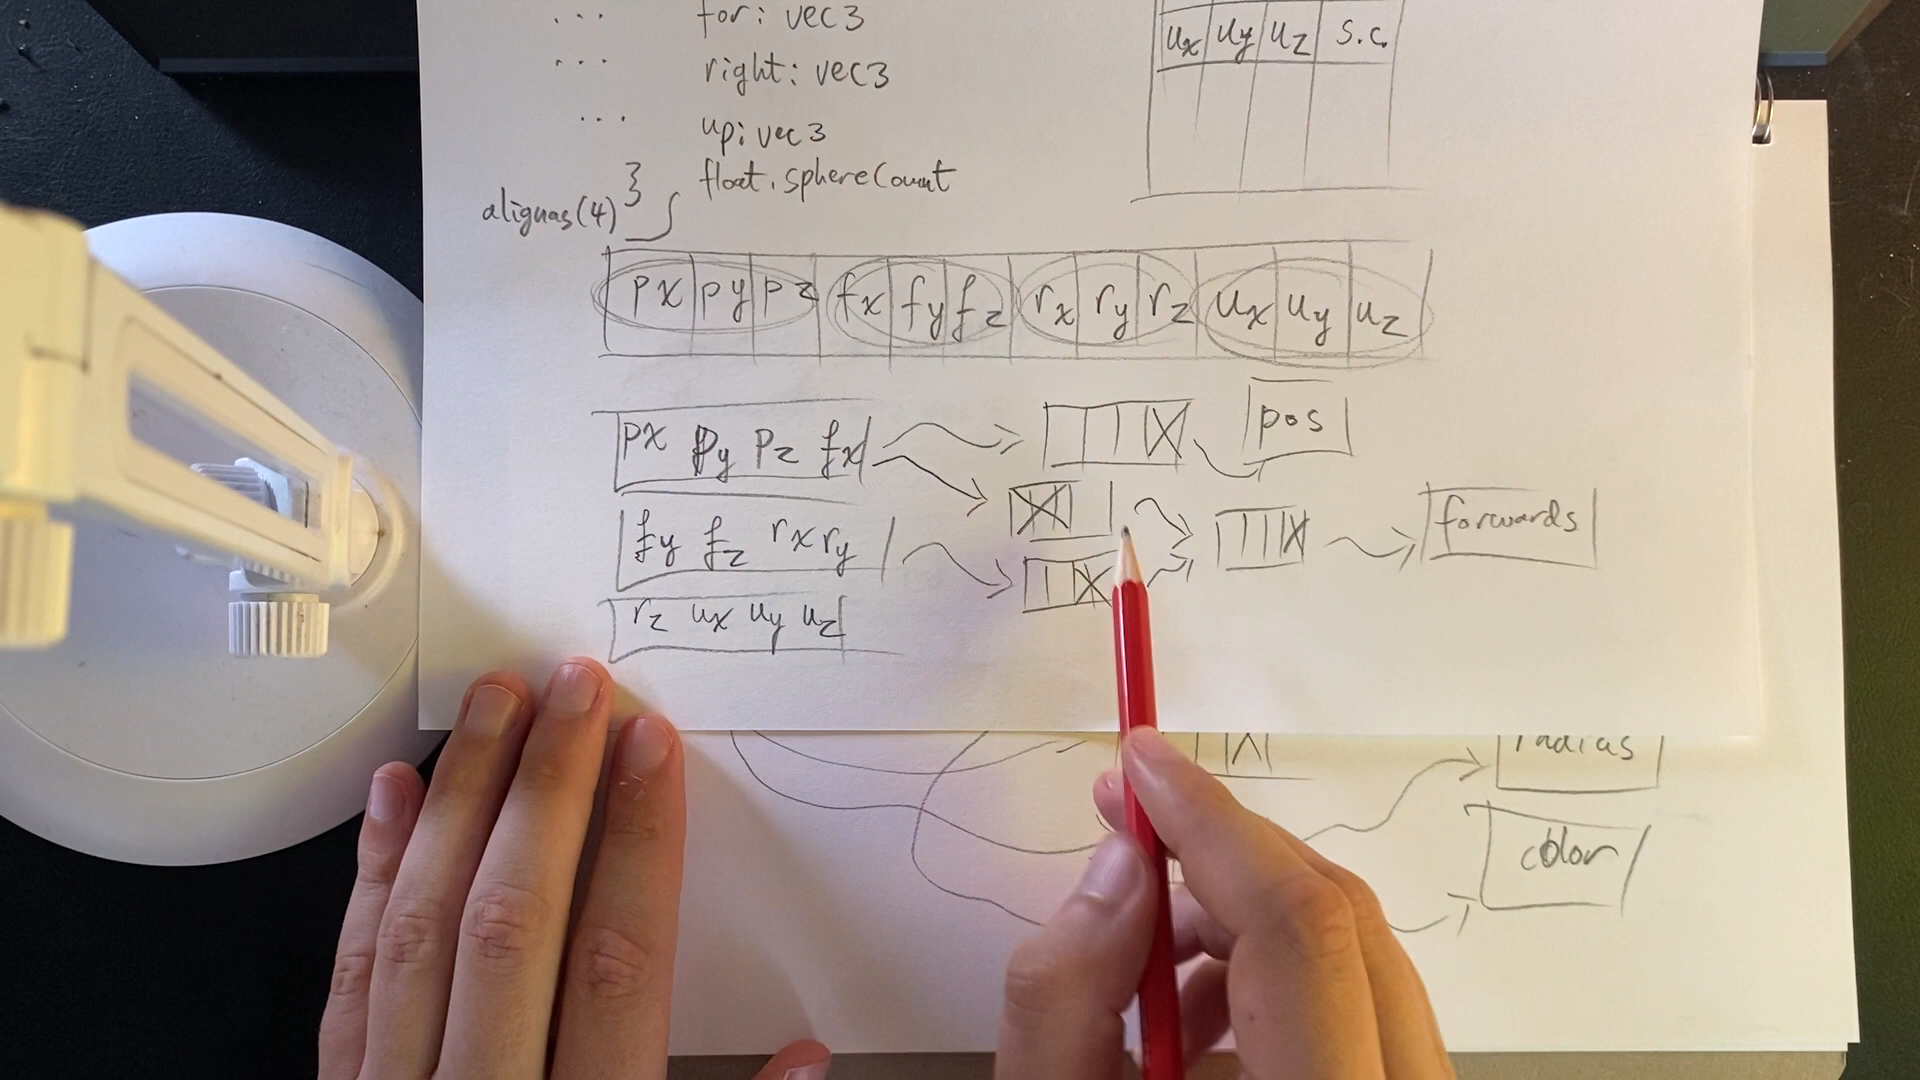 ... for: vec3
... right: vec3
... up: vec3
} float. sphereCount
alignas(4)
ux uy uz s.c.
px py pz fx fy fz rx ry rz ux uy uz
px py pz fx
pos
fy fz rx ry
forwards
rz ux uy uz
radius
color